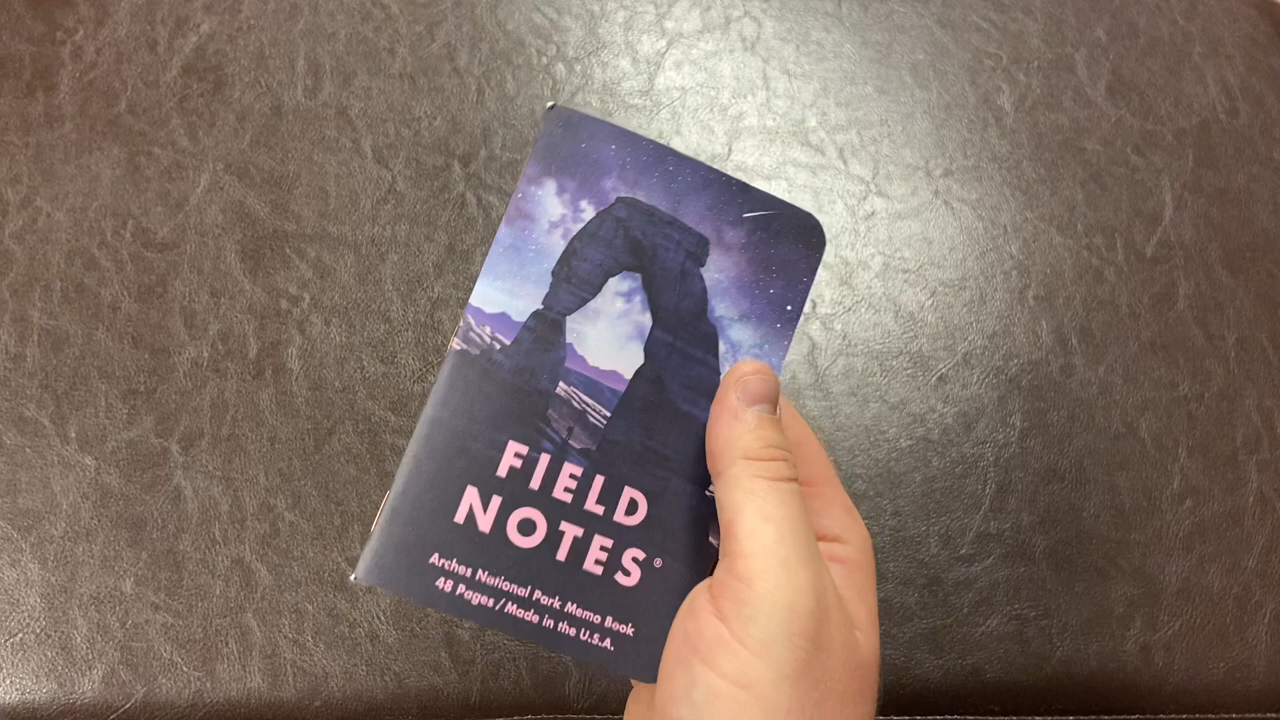 FIELD
NOTES®
Arches National Park Memo Book
48 Pages / Made in the U.S.A.